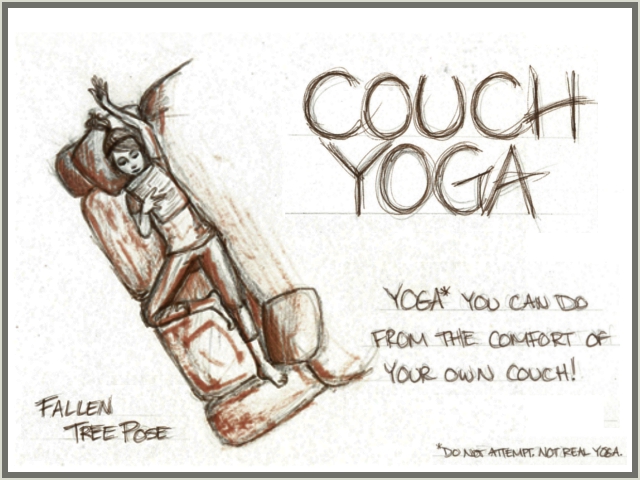 COUCH
YOGA
YOGA* YOU CAN DO
FROM THE COMFORT OF
YOUR OWN COUCH!
FALLEN
TREE POSE
*DO NOT ATTEMPT. NOT REAL YOGA.